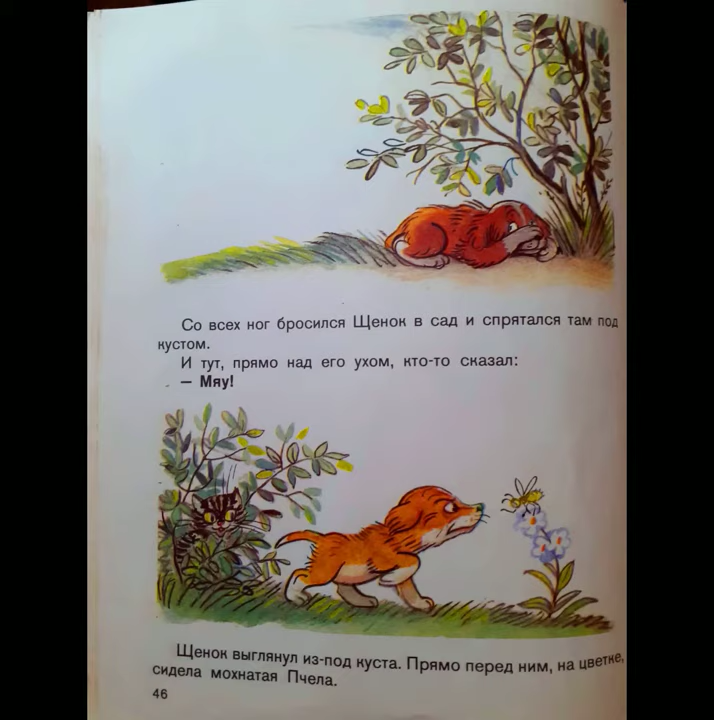 Со всех ног бросился Щенок в сад и спрятался там под
кустом.
И тут, прямо над его ухом, кто-то сказал:
— Мяу!
Щенок выглянул из-под куста. Прямо перед ним, на цветке,
сидела мохнатая Пчела.
46